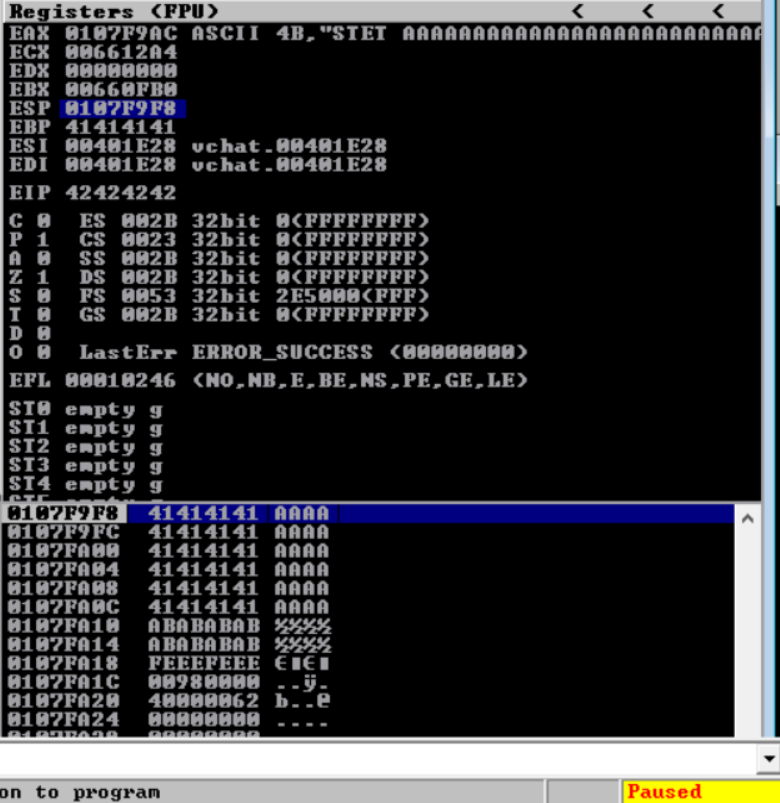 Registers (FPU) < < <
EAX 0107F9AC ASCII 4B,"STET AAAAAAAAAAAAAAAAAAAAAAAAA
ECX 006612A4
EDX 00000000
EBX 00660FB0
ESP 0107F9F8
EBP 41414141
ESI 00401E28 vchat.00401E28
EDI 00401E28 vchat.00401E28
EIP 42424242
C 0 ES 002B 32bit 0(FFFFFFFF)
P 1 CS 0023 32bit 0(FFFFFFFF)
A 0 SS 002B 32bit 0(FFFFFFFF)
Z 1 DS 002B 32bit 0(FFFFFFFF)
S 0 FS 0053 32bit 2E5000(FFF)
T 0 GS 002B 32bit 0(FFFFFFFF)
D 0
O 0 LastErr ERROR_SUCCESS (00000000)
EFL 00010246 (NO,NB,E,BE,NS,PE,GE,LE)
ST0 empty g
ST1 empty g
ST2 empty g
ST3 empty g
ST4 empty g
0107F9F8 41414141 AAAA
0107F9FC 41414141 AAAA
0107FA00 41414141 AAAA
0107FA04 41414141 AAAA
0107FA08 41414141 AAAA
0107FA0C 41414141 AAAA
0107FA10 ABABABAB ½½½½
0107FA14 ABABABAB ½½½½
0107FA18 FEEEFEEE
0107FA1C 00980000 ..ÿ.
0107FA20 40000062 b..@
0107FA24 00000000 ....
on to program
Paused